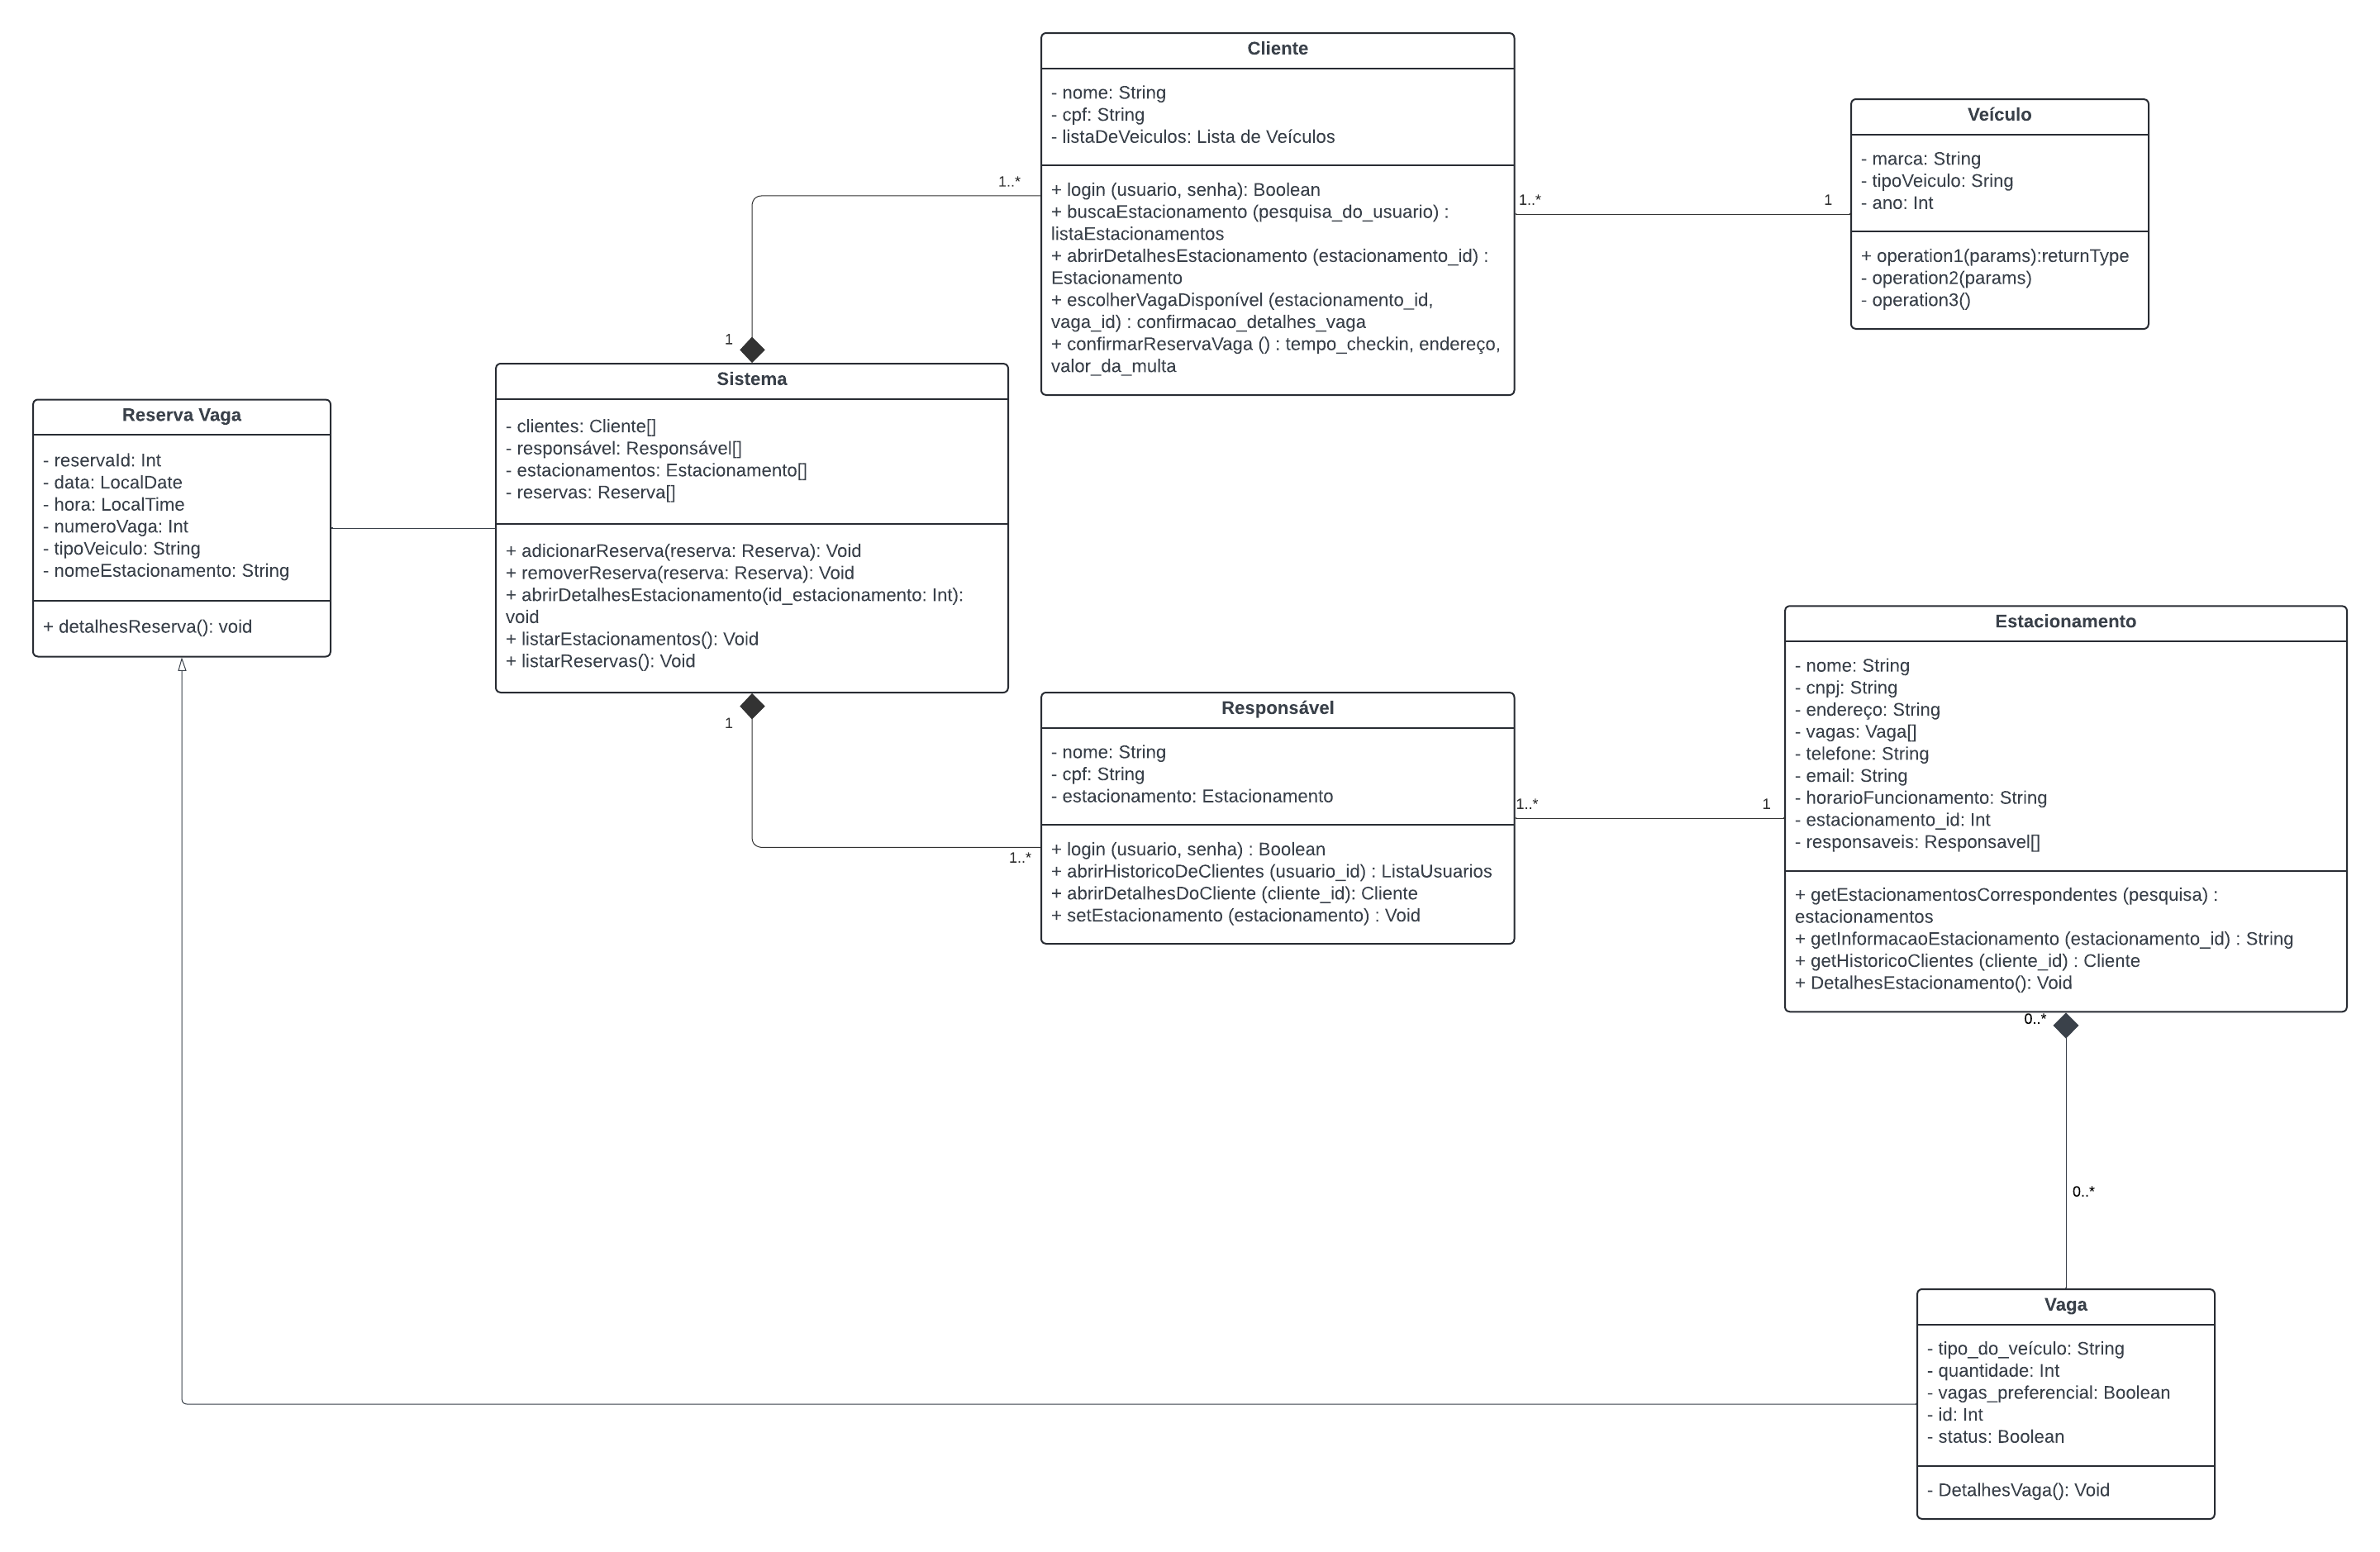 Cliente
- nome: String
- cpf: String
- listaDeVeiculos: Lista de Veículos
+ login (usuario, senha): Boolean
+ buscaEstacionamento (pesquisa_do_usuario) :
listaEstacionamentos
+ abrirDetalhesEstacionamento (estacionamento_id) :
Estacionamento
+ escolherVagaDisponível (estacionamento_id,
vaga_id) : confirmacao_detalhes_vaga
+ confirmarReservaVaga () : tempo_checkin, endereço,
valor_da_multa
1..*
1
1..*
1
Veículo
- marca: String
- tipoVeiculo: Sring
- ano: Int
+ operation1(params):returnType
- operation2(params)
- operation3()
Reserva Vaga
- reservaId: Int
- data: LocalDate
- hora: LocalTime
- numeroVaga: Int
- tipoVeiculo: String
- nomeEstacionamento: String
+ detalhesReserva(): void
Sistema
- clientes: Cliente[]
- responsável: Responsável[]
- estacionamentos: Estacionamento[]
- reservas: Reserva[]
+ adicionarReserva(reserva: Reserva): Void
+ removerReserva(reserva: Reserva): Void
+ abrirDetalhesEstacionamento(id_estacionamento: Int):
void
+ listarEstacionamentos(): Void
+ listarReservas(): Void
1
1..*
Responsável
- nome: String
- cpf: String
- estacionamento: Estacionamento
+ login (usuario, senha) : Boolean
+ abrirHistoricoDeClientes (usuario_id) : ListaUsuarios
+ abrirDetalhesDoCliente (cliente_id): Cliente
+ setEstacionamento (estacionamento) : Void
1..*
1
Estacionamento
- nome: String
- cnpj: String
- endereço: String
- vagas: Vaga[]
- telefone: String
- email: String
- horarioFuncionamento: String
- estacionamento_id: Int
- responsaveis: Responsavel[]
+ getEstacionamentosCorrespondentes (pesquisa) :
estacionamentos
+ getInformacaoEstacionamento (estacionamento_id) : String
+ getHistoricoClientes (cliente_id) : Cliente
+ DetalhesEstacionamento(): Void
0..*
0..*
Vaga
- tipo_do_veículo: String
- quantidade: Int
- vagas_preferencial: Boolean
- id: Int
- status: Boolean
- DetalhesVaga(): Void